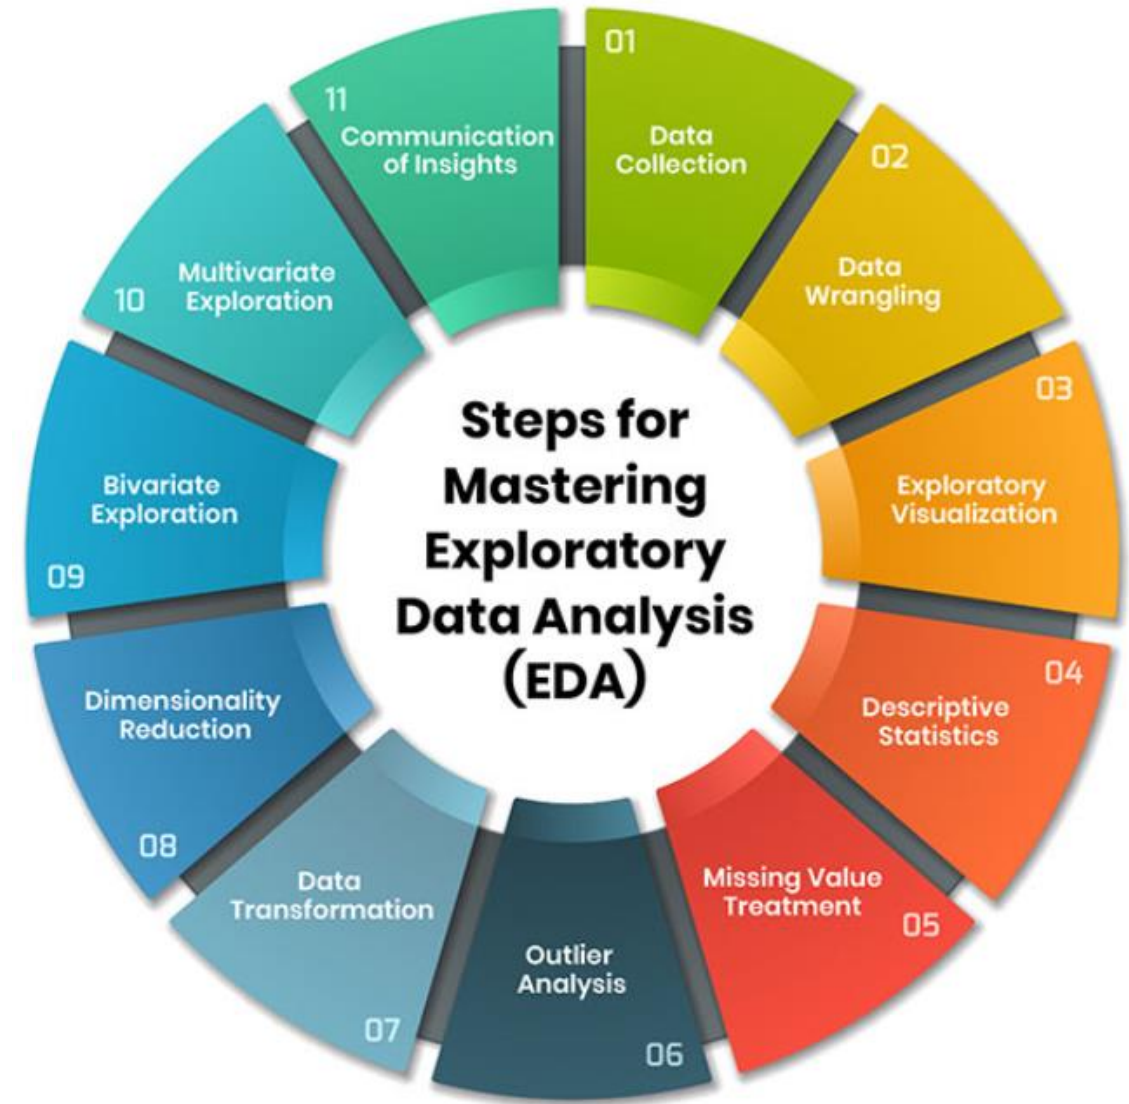 Steps for
Mastering
Exploratory
Data Analysis
(EDA)
01
Data
Collection
02
Data
Wrangling
03
Exploratory
Visualization
04
Descriptive
Statistics
05
Missing Value
Treatment
06
Outlier
Analysis
07
Data
Transformation
08
Dimensionality
Reduction
09
Bivariate
Exploration
10
Multivariate
Exploration
11
Communication
of Insights